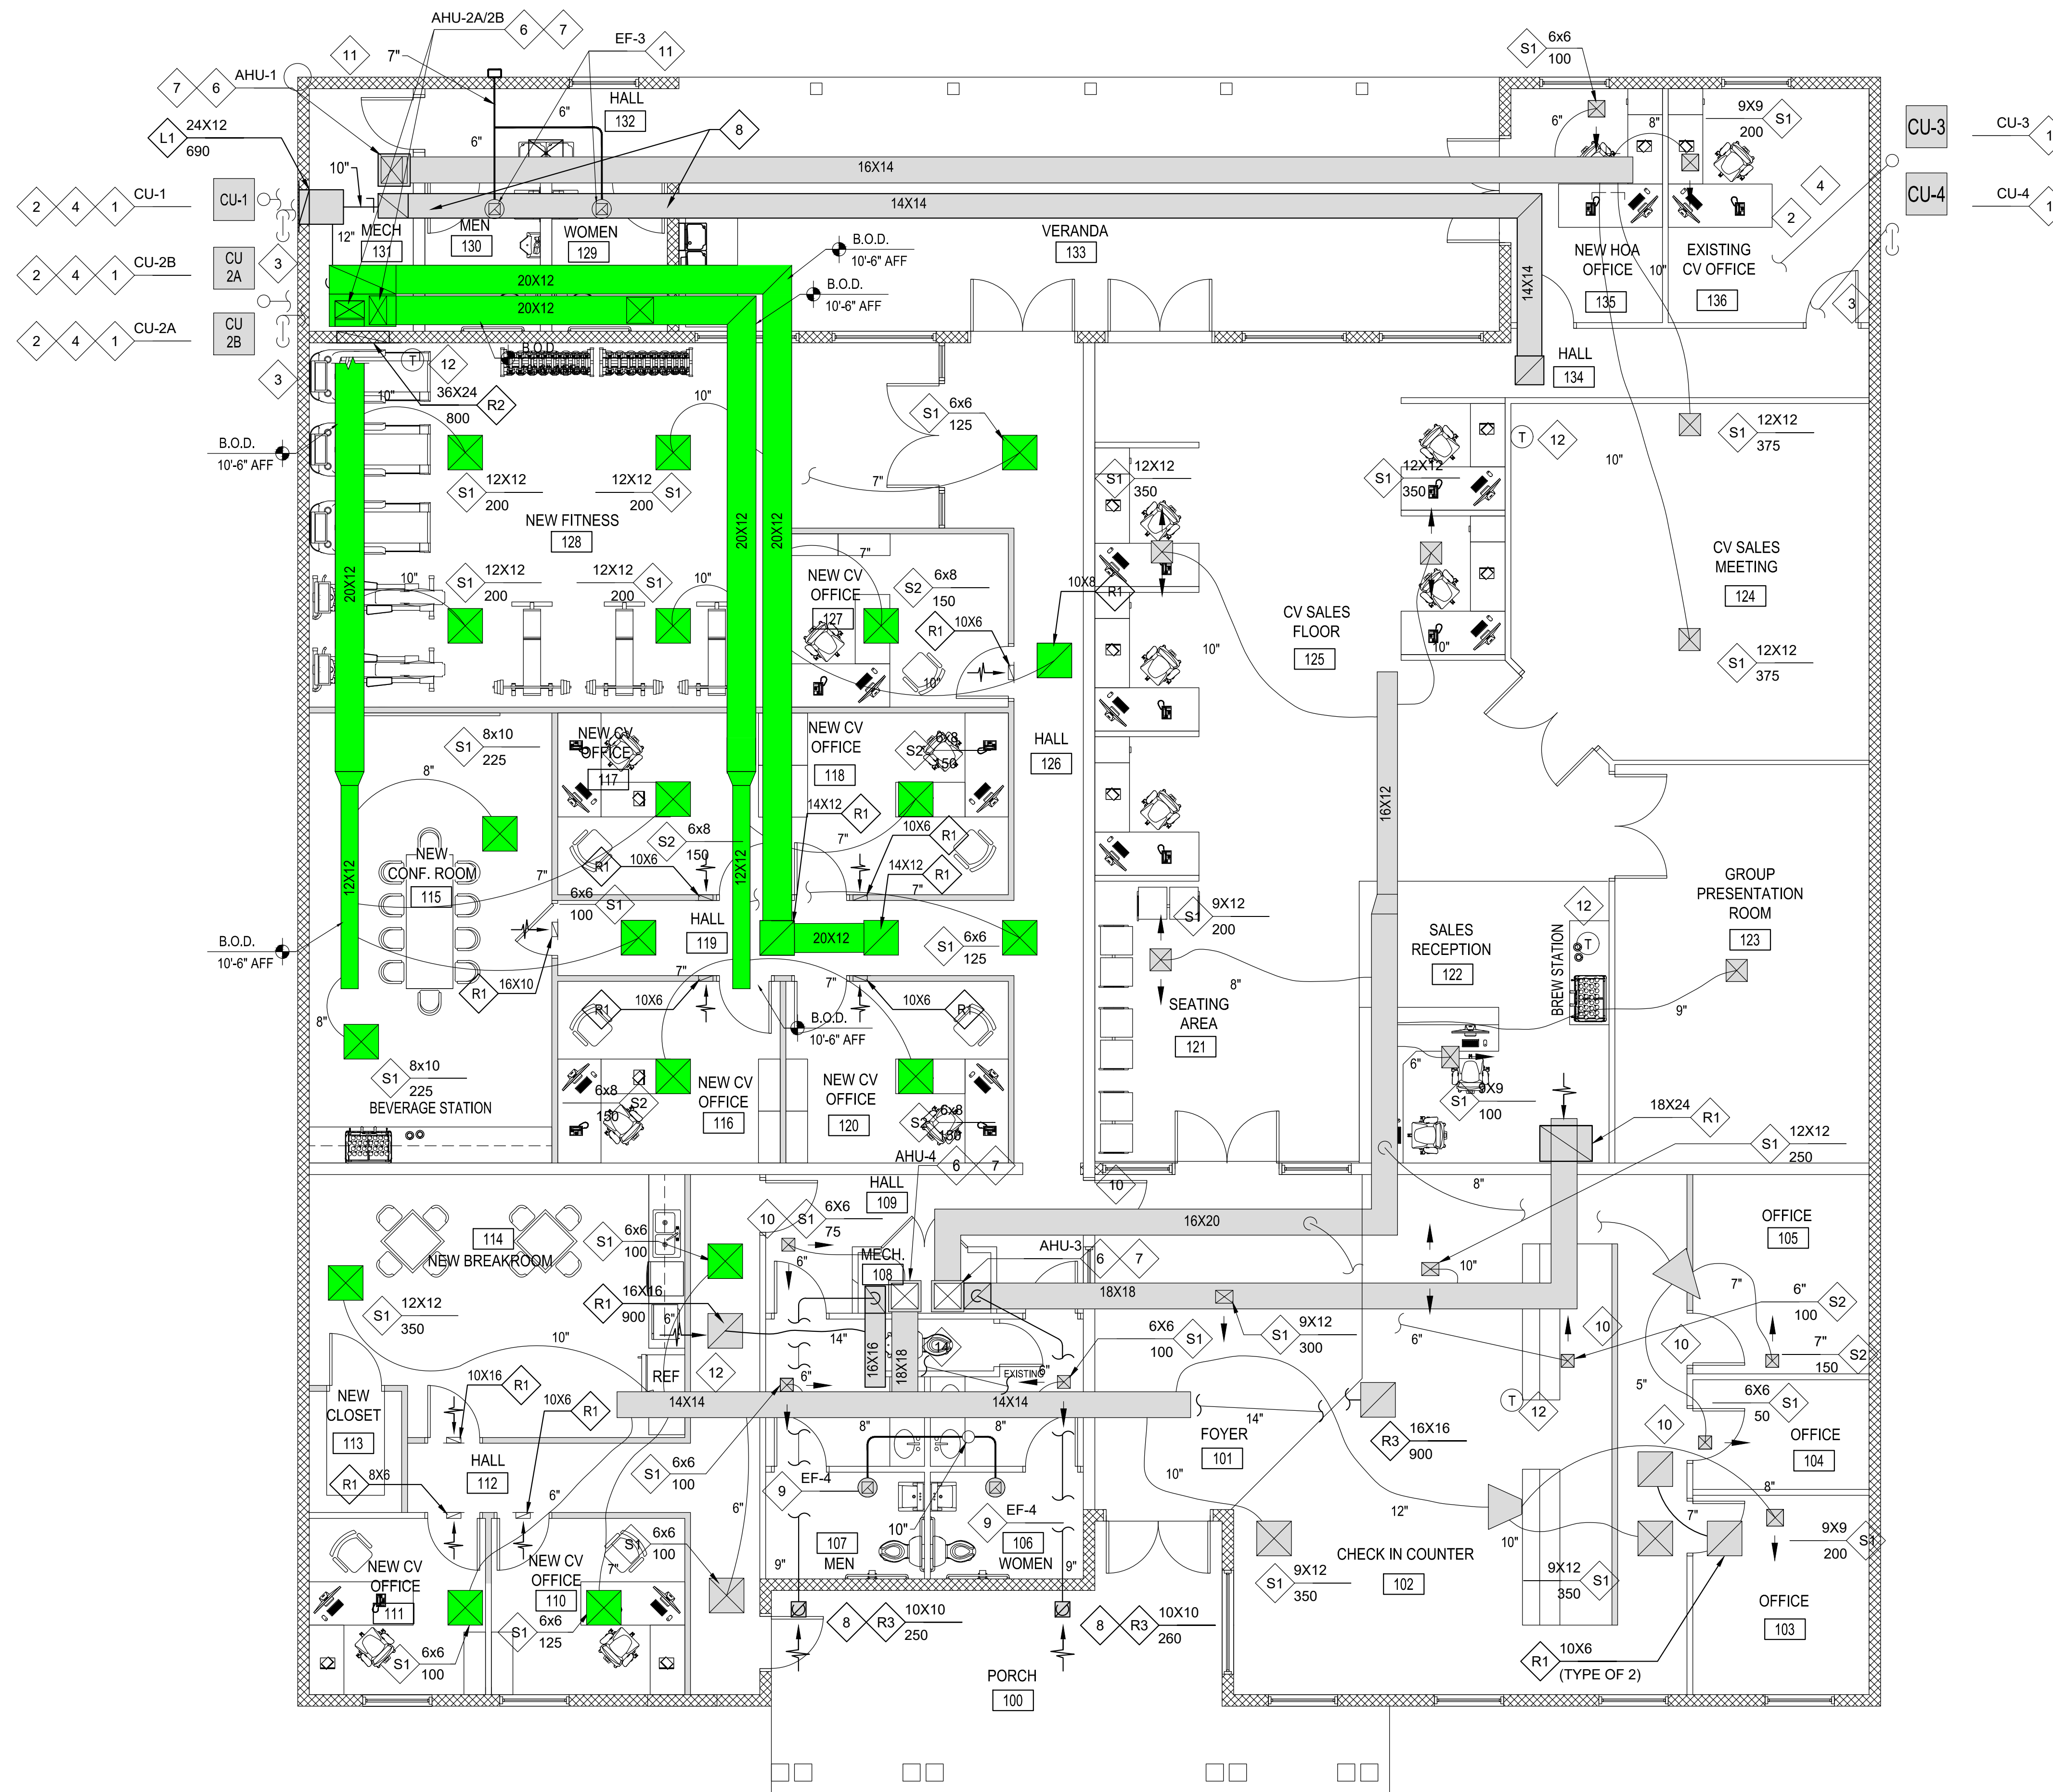 AHU-2A/2B
6
7
EF-3
11
11
7"
S1
6x6
100
7
6
AHU-1
L1
24X12
690
HALL
132
6"
6"
8
9X9
S1
200
6"
8"
CU-3
CU-3
1
10"
16X14
2
4
1
CU-1
CU-1
12"
14X14
4
2
CU-4
CU-4
1
MECH
131
MEN
130
WOMEN
129
VERANDA
133
NEW HOA
OFFICE
135
EXISTING
CV OFFICE
136
10"
2
4
1
CU-2B
CU
2A
3
20X12
B.O.D.
10'-6" AFF
B.O.D.
10'-6" AFF
14X14
3
2
4
1
CU-2A
CU
2B
20X12
B.O.D.
3
T
12
HALL
134
10"
36X24
800
R2
10"
S1
6x6
125
B.O.D.
10'-6" AFF
S1
12X12
200
12X12
200
S1
7"
S1
12X12
350
S1
12X12
350
T
12
10"
S1
12X12
375
NEW FITNESS
128
20X12
20X12
20X12
10"
S1
12X12
200
12X12
200
S1
10"
7"
NEW CV
OFFICE
127
S2
6x8
150
R1
10X6
10"
10X8
R1
CV SALES
FLOOR
125
10"
10"
CV SALES
MEETING
124
S1
12X12
375
S1
8x10
225
8"
NEW CV
OFFICE
117
NEW CV
OFFICE
118
S2
6x8
150
HALL
126
16X12
14X12
R1
S2
6x8
150
7"
10X6
R1
14X12
R1
7"
R1
10X6
NEW
CONF. ROOM
115
7"
12X12
12X12
6x6
100
S1
HALL
119
20X12
S1
6x6
125
S1
9X12
200
SALES
RECEPTION
122
BREW STATION
12
T
GROUP
PRESENTATION
ROOM
123
B.O.D.
10'-6" AFF
R1
16X10
7"
7"
R1
10X6
10X6
R1
B.O.D.
10'-6" AFF
8"
8"
9"
SEATING
AREA
121
S1
8x10
225
BEVERAGE STATION
6x8
150
S2
NEW CV
OFFICE
116
NEW CV
OFFICE
120
S2
6x8
150
6"
S1
9X9
100
18X24
R1
AHU-4
6
7
S1
12X12
250
HALL
109
10
8"
10
S1
6X6
75
16X20
OFFICE
105
114
NEW BREAKROOM
S1
6x6
100
6"
MECH.
108
AHU-3
6
7
10"
7"
R1
16X16
900
6"
18X18
6"
100
S2
S1
12X12
350
10"
14"
16X16
18X18
14
6X6
100
S1
S1
9X12
300
6"
10
10
7"
150
S2
12
REF
6"
EXISTING
6"
10X16
R1
14X14
14X14
14"
T
12
5"
6X6
50
S1
NEW
CLOSET
113
10X6
R1
8"
8"
FOYER
101
R3
16X16
900
10
OFFICE
104
HALL
112
R1
8X6
S1
6x6
100
EF-4
9
10"
8"
6"
6"
12"
10"
10"
7"
EF-4
9
9X9
200
S1
NEW CV
OFFICE
111
NEW CV
OFFICE
110
7"
S1
6x6
100
107
MEN
106
WOMEN
9"
9"
CHECK IN COUNTER
102
S1
9X12
350
9X12
350
S1
S1
6x6
100
S1
6x6
125
8
R3
10X10
250
8
R3
10X10
260
OFFICE
103
R1
10X6
(TYPE OF 2)
PORCH
100